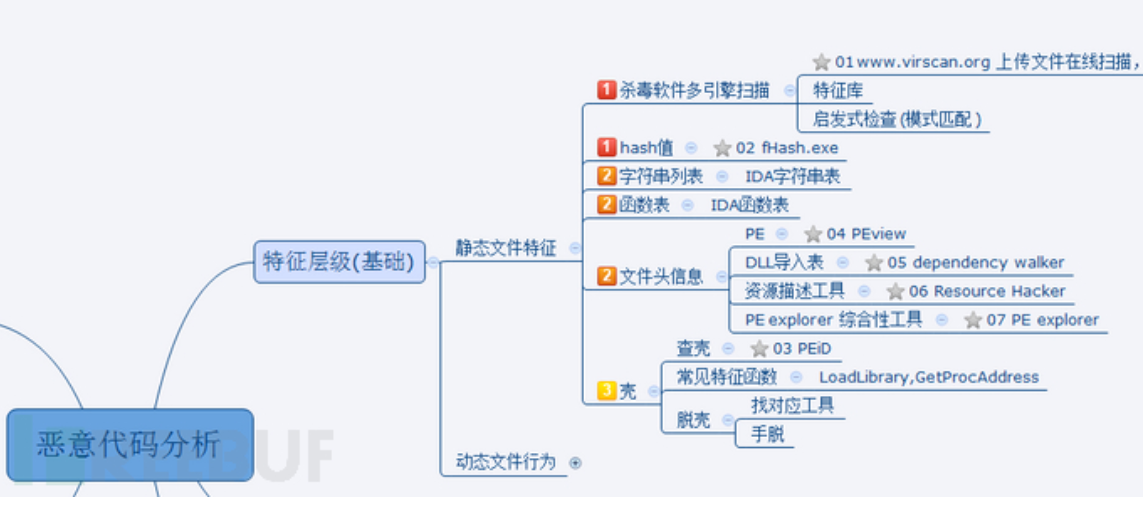 01 www.virscan.org 上传文件在线扫描,
1 杀毒软件多引擎扫描
特征库
启发式检查(模式匹配)
1 hash值
02 fHash.exe
2 字符串列表
IDA字符串表
2 函数表
IDA函数表
PE
04 PEview
静态文件特征
特征层级(基础)
DLL导入表
05 dependency walker
2 文件头信息
资源描述工具
06 Resource Hacker
PE explorer 综合性工具
07 PE explorer
查壳
03 PEiD
常见特征函数
LoadLibrary,GetProcAddress
3 壳
找对应工具
脱壳
手脱
恶意代码分析
动态文件行为